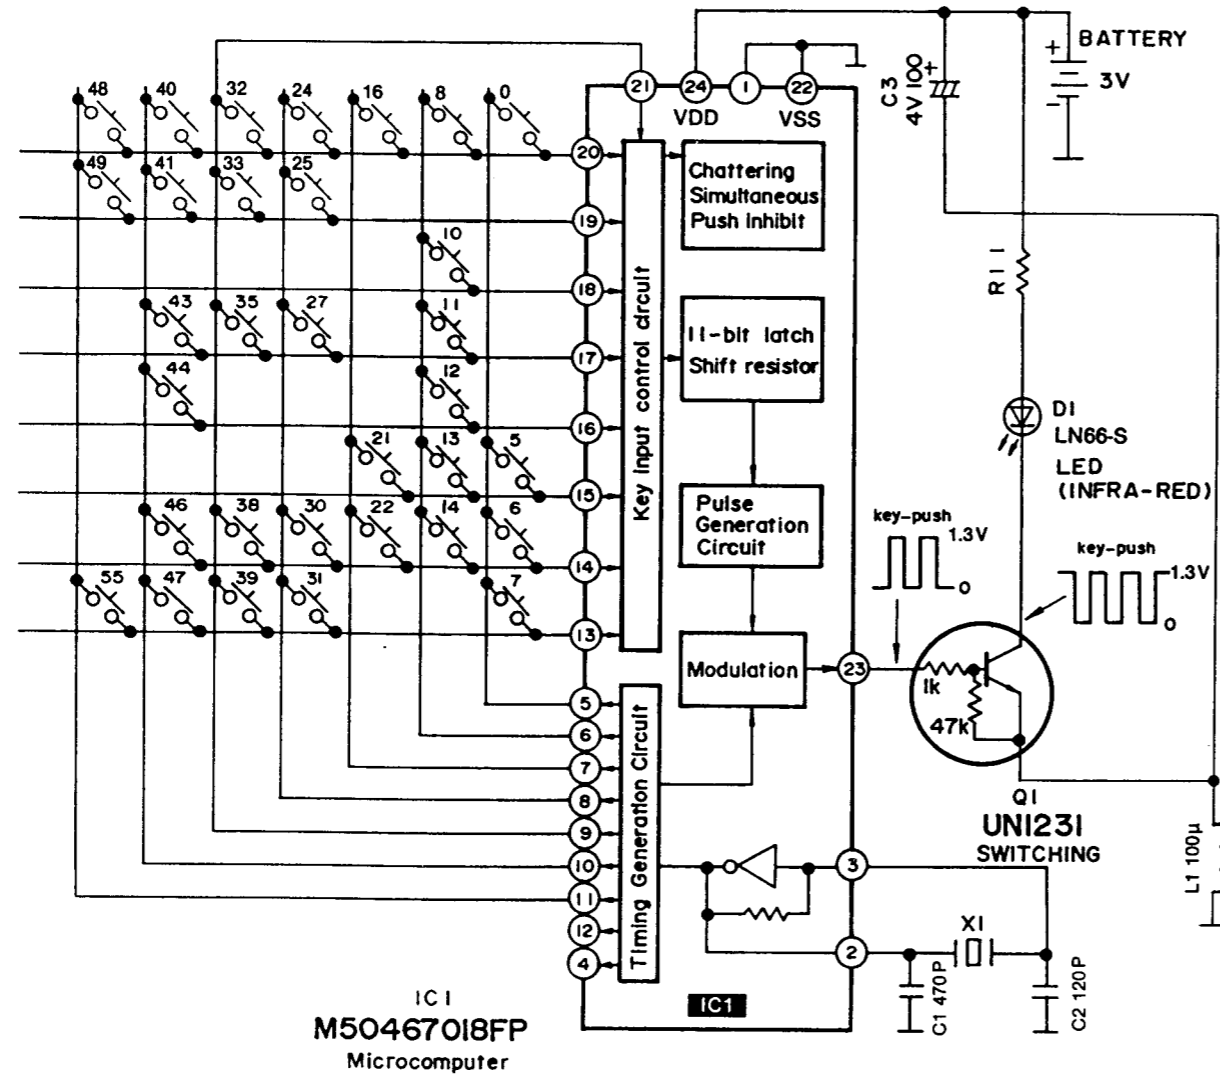 BATTERY
+
3V
−
C3
4V 100
+
21
24
1
22
VDD
VSS
48
40
32
24
16
8
0
20
49
41
33
25
19
10
18
43
35
27
11
17
44
12
16
21
13
5
15
46
38
30
22
14
6
14
55
47
39
31
7
13
Key Input control circuit
Chattering
Simultaneous
Push Inhibit
11-bit latch
Shift resistor
Pulse
Generation
Circuit
Modulation
R1 1
D1
LN66-S
LED
(INFRA-RED)
key-push
1.3V
0
key-push
1.3V
0
23
1k
47k
Q1
UN1231
SWITCHING
L1 100μ
5
6
7
8
9
10
11
12
4
Timing Generation Circuit
3
2
X1
C1 470P
C2 120P
IC1
IC1
M50467018FP
Microcomputer